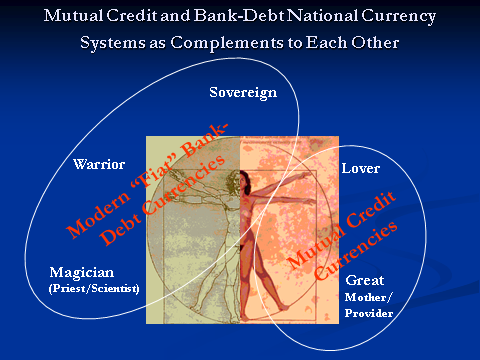 Mutual Credit and Bank-Debt National Currency
Systems as Complements to Each Other
Sovereign
Warrior
Modern "Fiat" Bank-
Debt Currencies
Lover
Mutual Credit
Currencies
Magician
(Priest/Scientist)
Great
Mother/
Provider